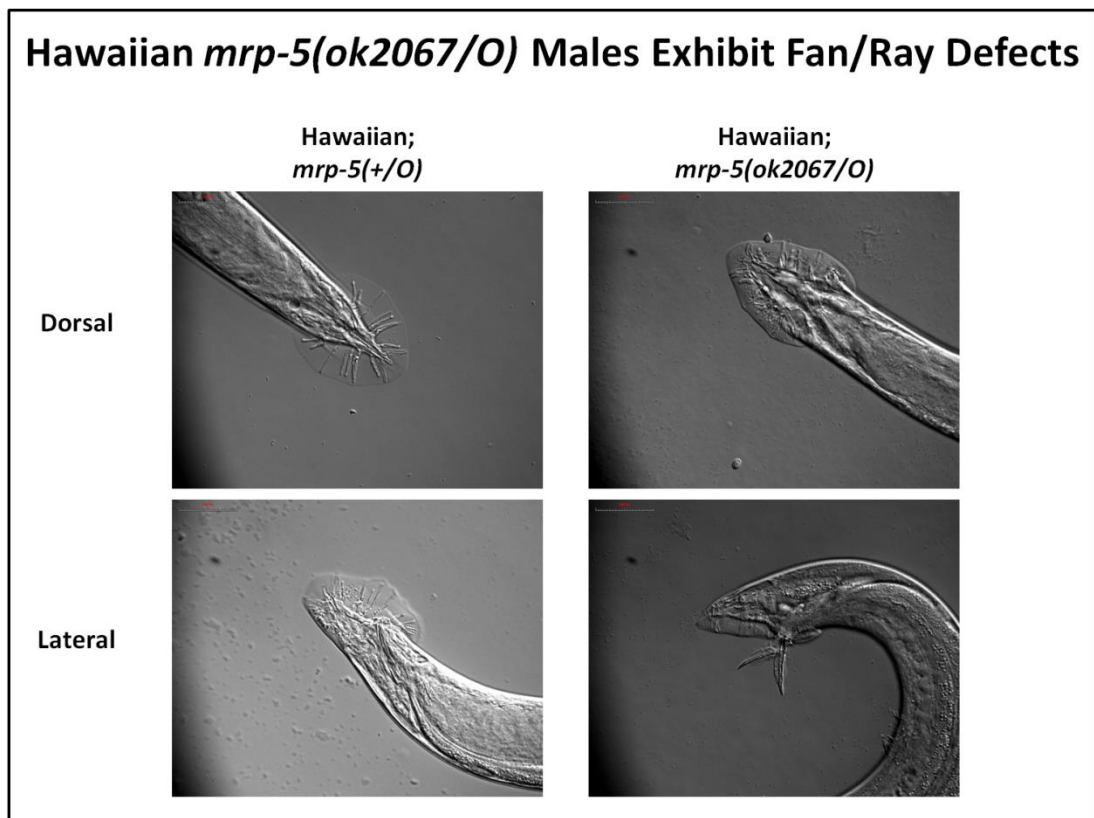 Hawaiian mrp-5(ok2067/O) Males Exhibit Fan/Ray Defects
Hawaiian;
mrp-5(+/O)
Hawaiian;
mrp-5(ok2067/O)
Dorsal
Lateral